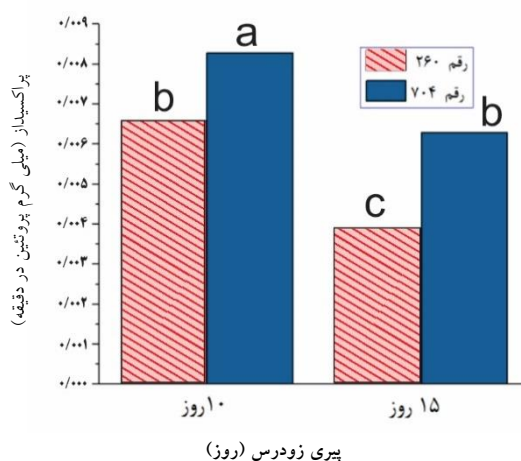 پراکسیداز (میلی گرم پروتئین در دقیقه)
۰/۰۰۹
۰/۰۰۸
۰/۰۰۷
۰/۰۰۶
۰/۰۰۵
۰/۰۰۴
۰/۰۰۳
۰/۰۰۲
۰/۰۰۱
۰/۰۰۰
رقم ۲۶۰
رقم ۷۰۴
b
a
c
b
۱۰روز
۱۵ روز
پیری زودرس (روز)